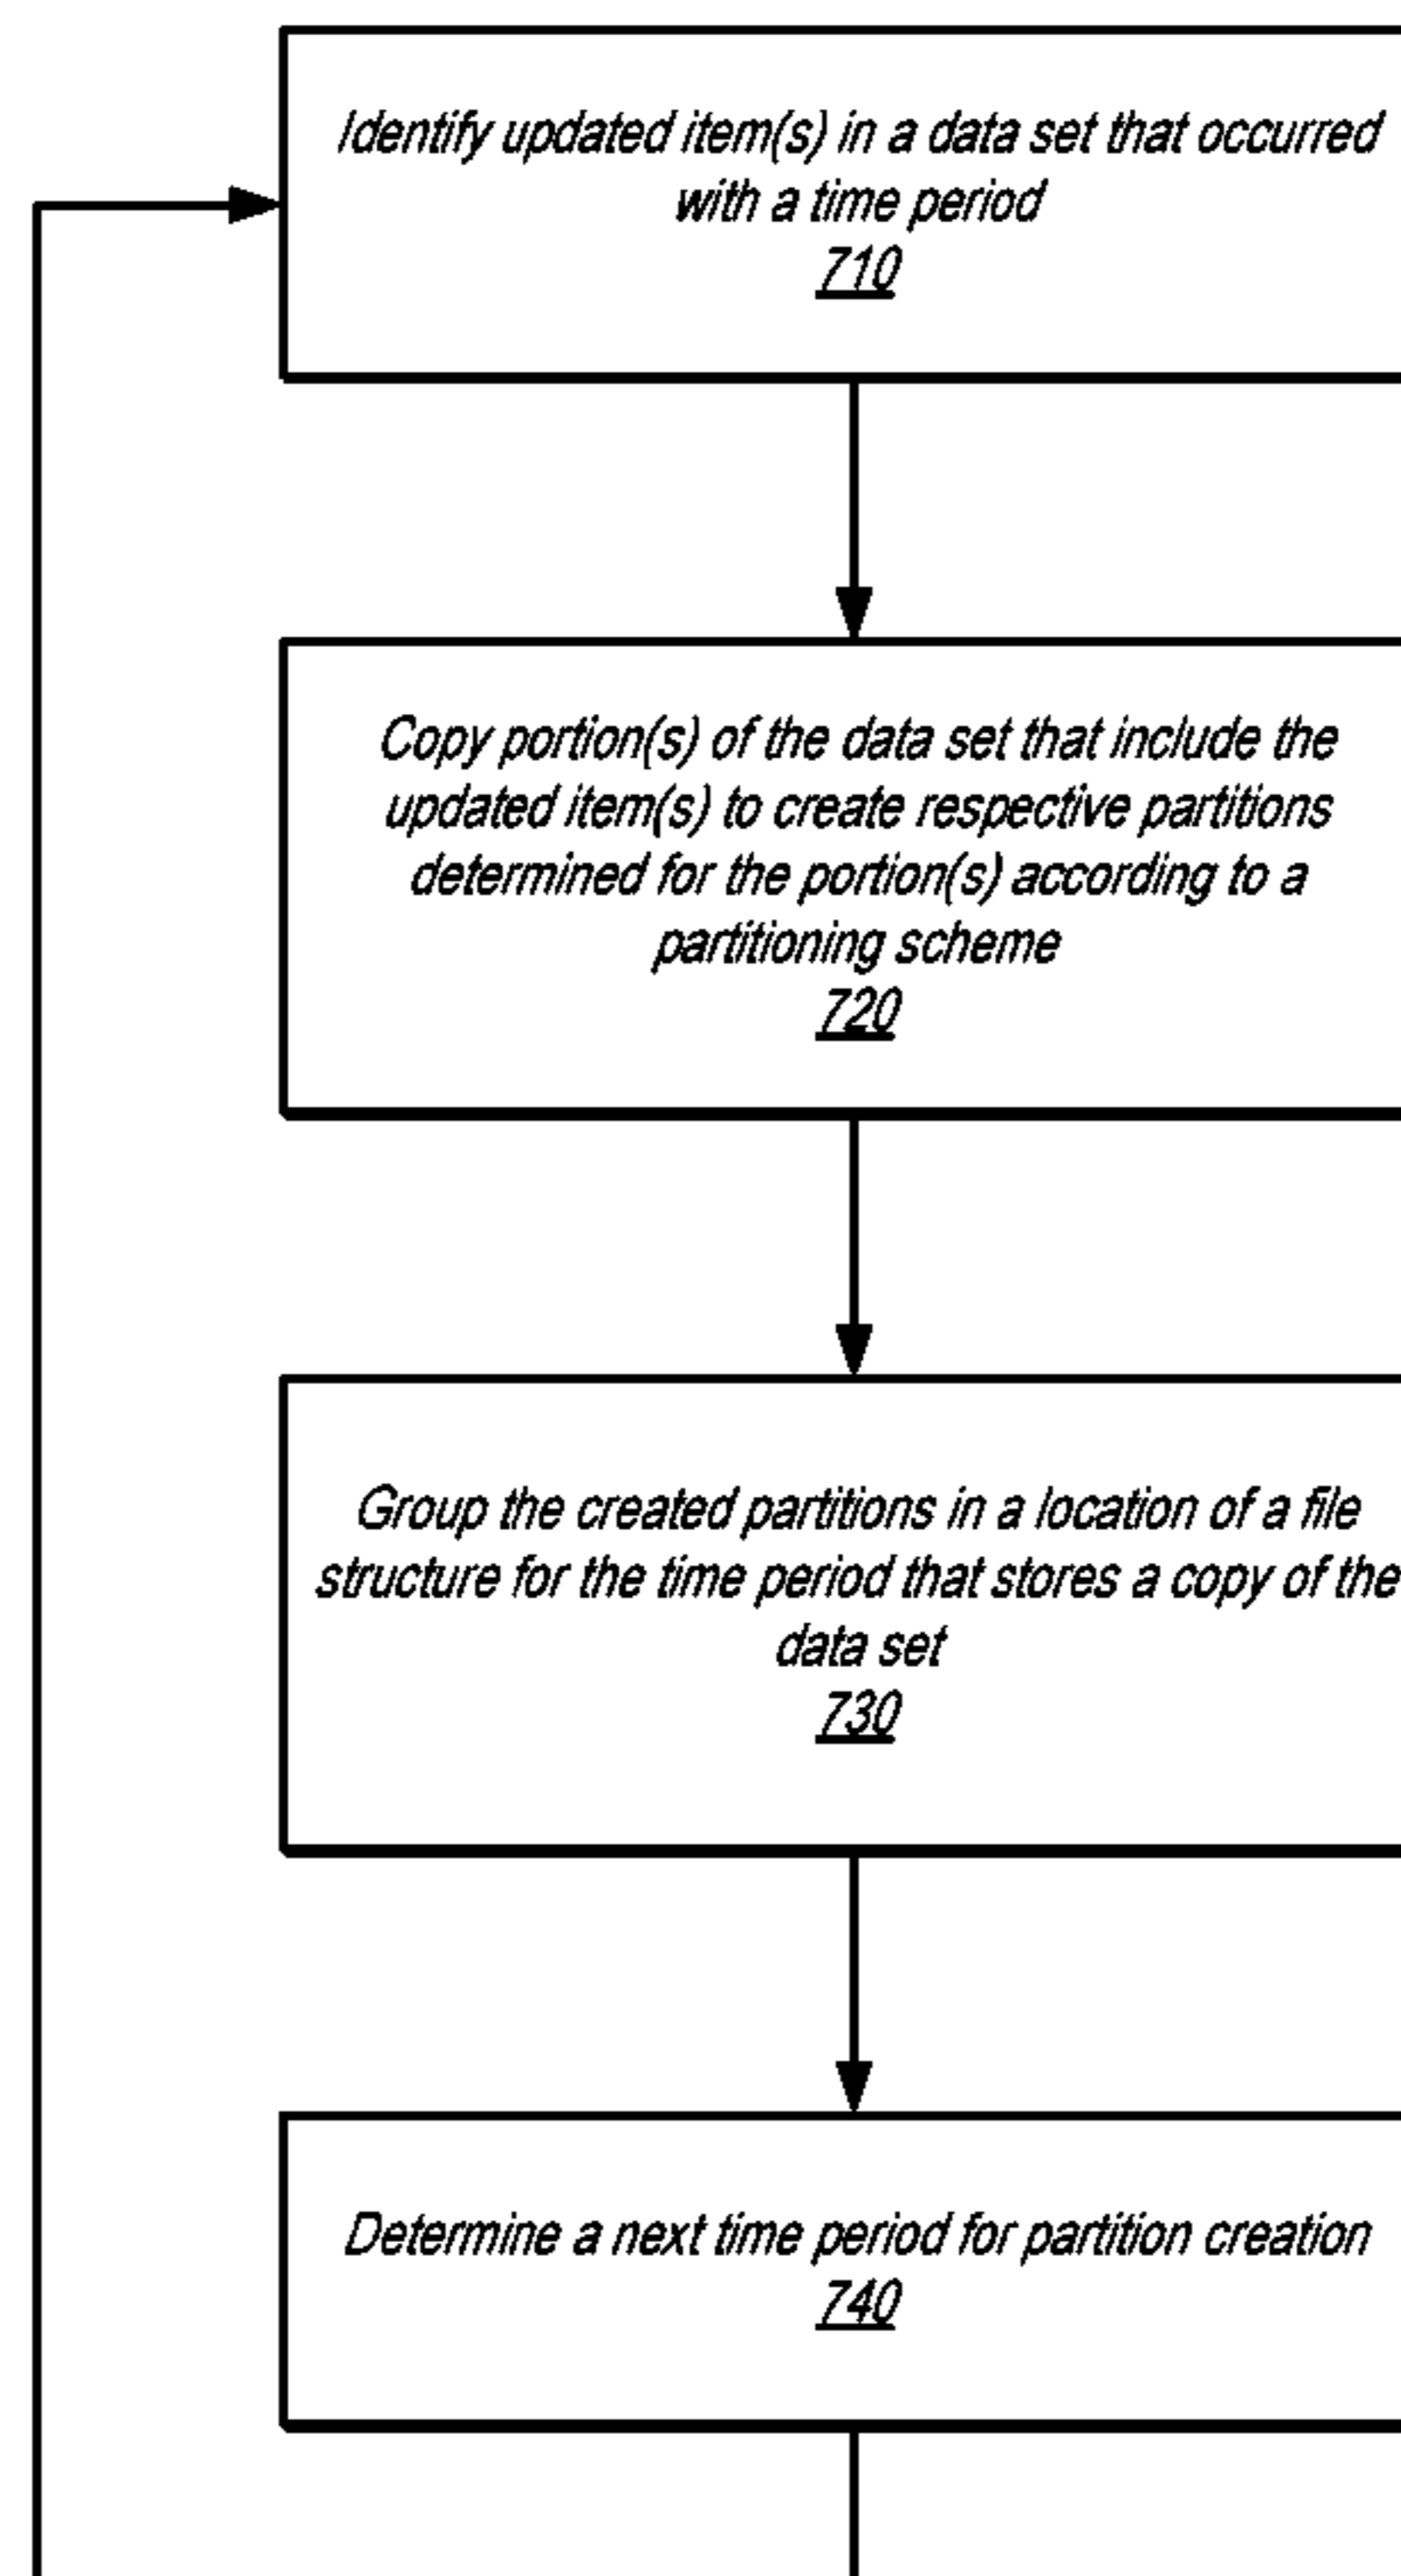 Identify updated item(s) in a data set that occurred
with a time period
710
Copy portion(s) of the data set that include the
updated item(s) to create respective partitions
determined for the portion(s) according to a
partitioning scheme
720
Group the created partitions in a location of a file
structure for the time period that stores a copy of the
data set
730
Determine a next time period for partition creation
740